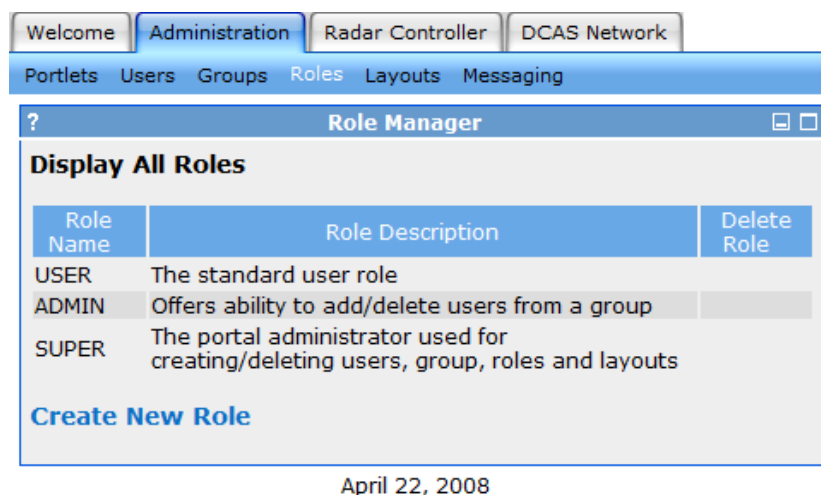 Welcome Administration Radar Controller DCAS Network
Portlets Users Groups Roles Layouts Messaging
? Role Manager
Display All Roles
Role Name Role Description Delete Role
USER The standard user role
ADMIN Offers ability to add/delete users from a group
SUPER The portal administrator used for
creating/deleting users, group, roles and layouts
Create New Role
April 22, 2008